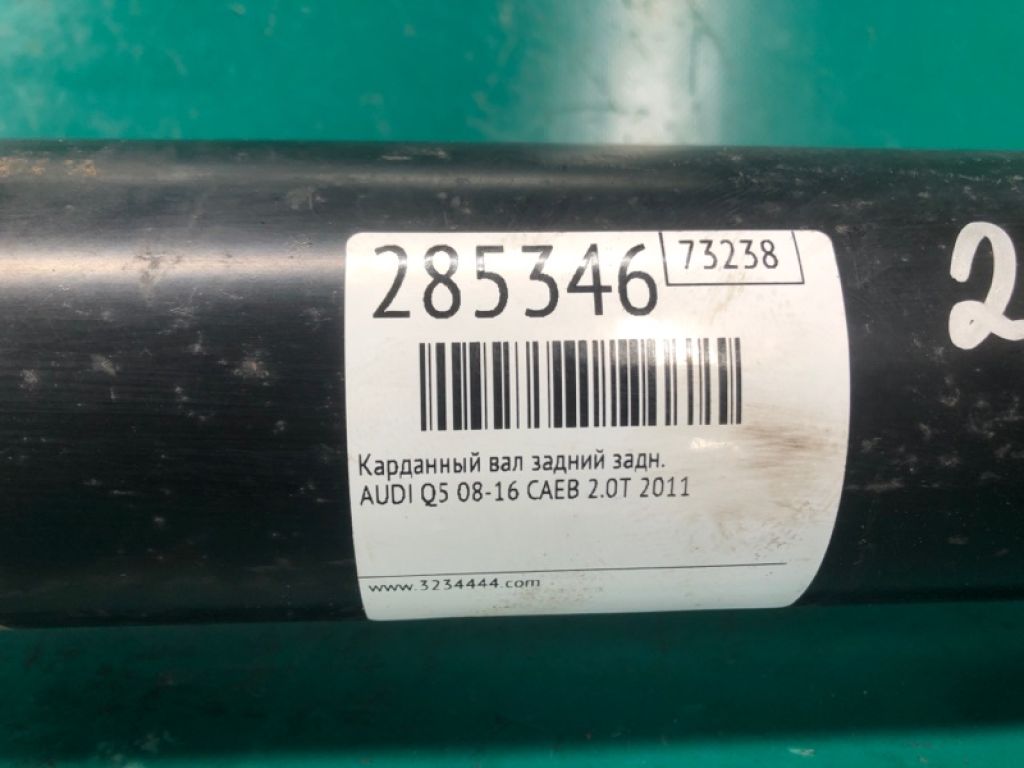 285346
73238
2
Карданный вал задний задн.
AUDI Q5 08-16 CAEB 2.0T 2011
www.3234444.com